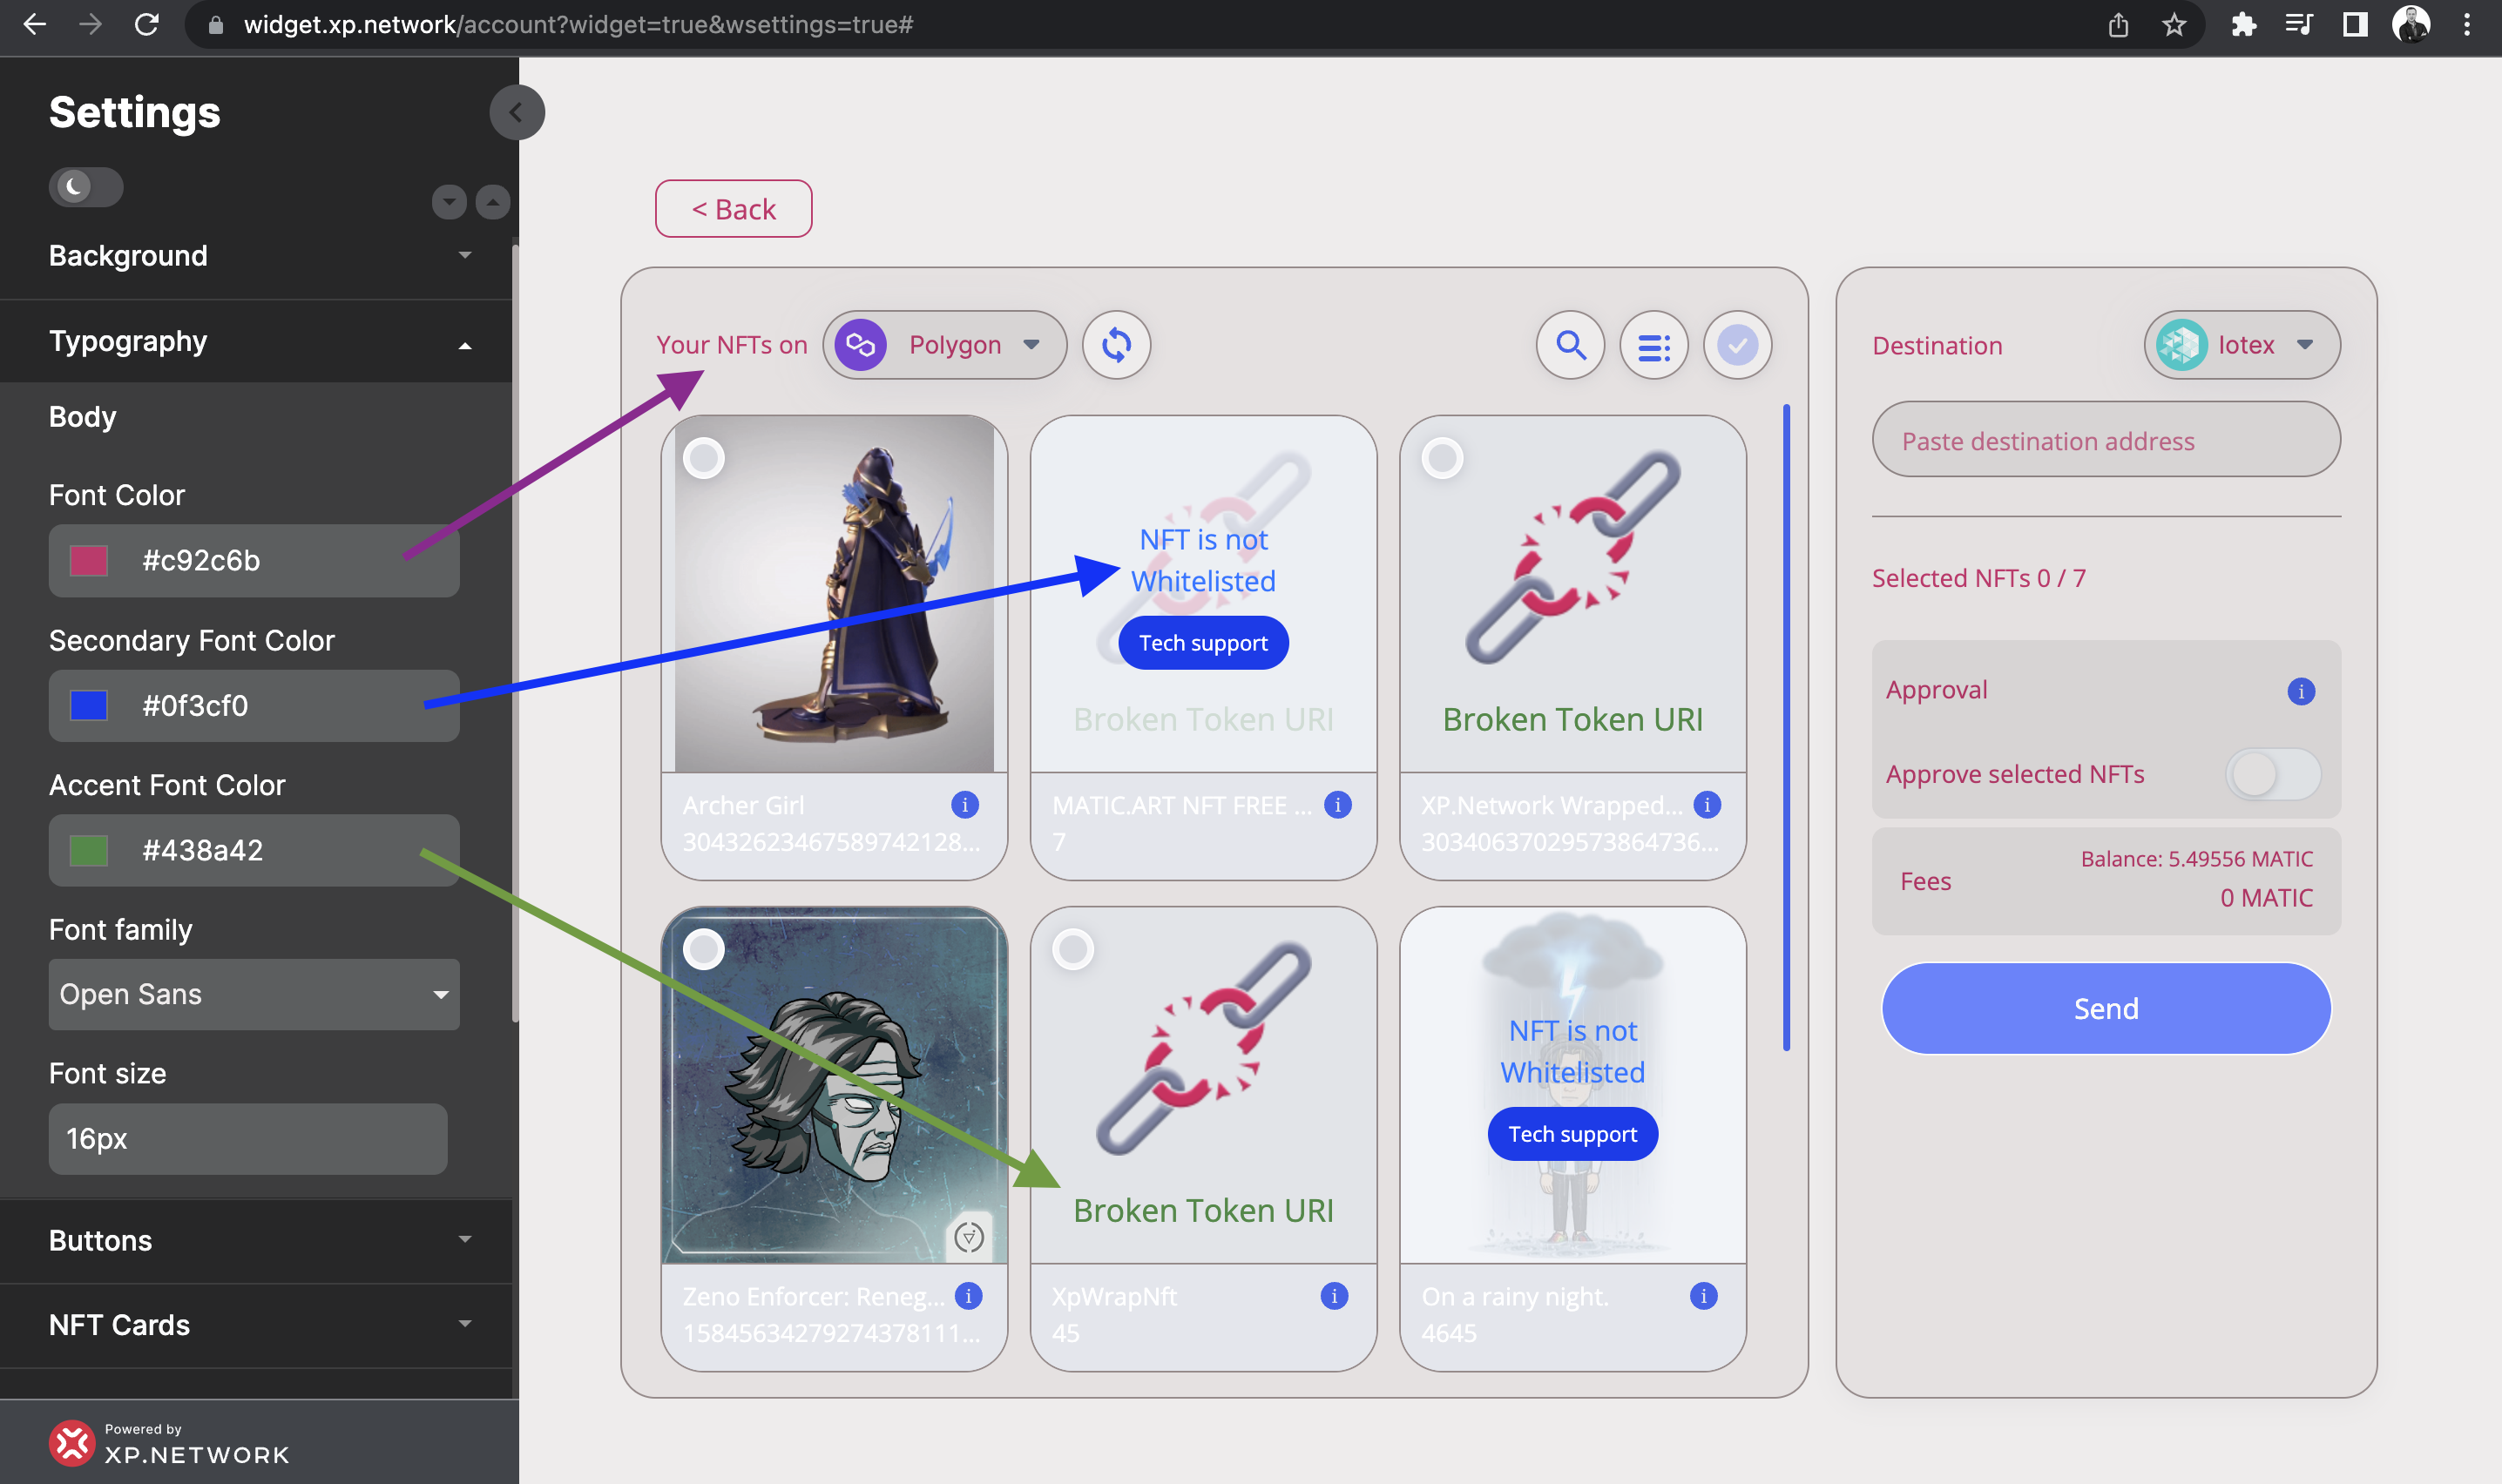 widget.xp.network/account?widget=true&wsettings=true#
Settings
Background
Typography
Body
Font Color
#c92c6b
Secondary Font Color
#0f3cf0
Accent Font Color
#438a42
Font family
Open Sans
Font size
16px
Buttons
NFT Cards
Powered by
XP.NETWORK
< Back
Your NFTs on
Polygon
NFT is not
Whitelisted
Tech support
Broken Token URI
Broken Token URI
Archer Girl
30432623467589742128...
MATIC.ART NFT FREE ...
7
XP.Network Wrapped...
303406370295738647​36...
NFT is not
Whitelisted
Tech support
Broken Token URI
Zeno Enforcer: Reneg...
15845634279274378111...
XpWrapNft
45
On a rainy night.
4645
Destination
Iotex
Paste destination address
Selected NFTs 0 / 7
Approval
Approve selected NFTs
Fees
Balance: 5.49556 MATIC
0 MATIC
Send